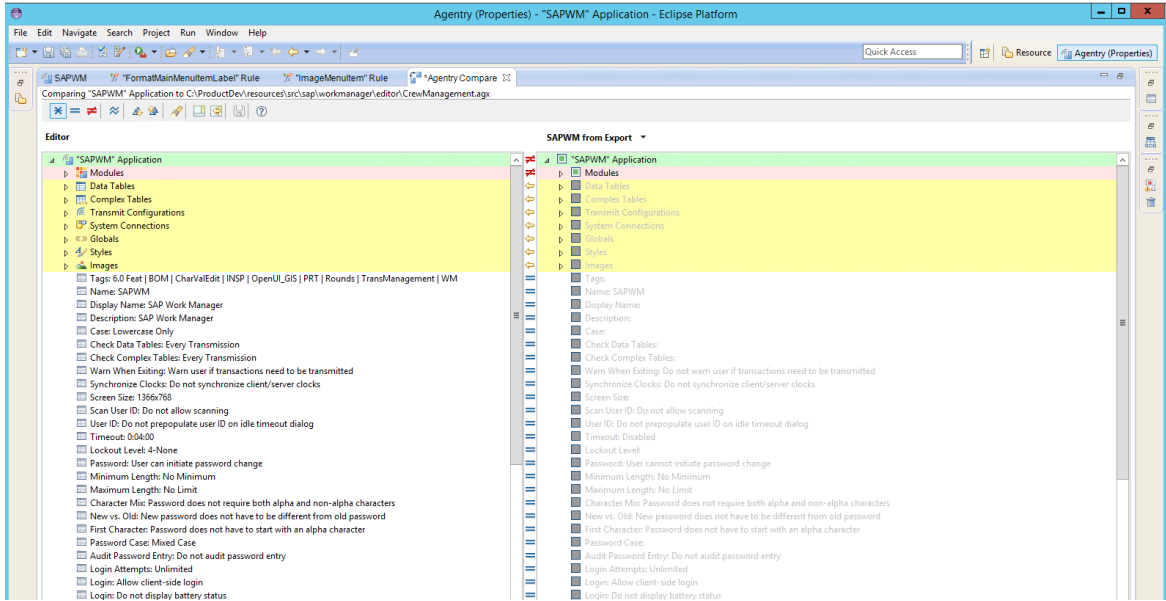 Agentry (Properties) - "SAPWM" Application - Eclipse Platform
File Edit Navigate Search Project Run Window Help
Quick Access
Resource
Agentry (Properties)
SAPWM
"FormatMainMenuItemLabel" Rule
"ImageMenuItem" Rule
*Agentry Compare
Comparing "SAPWM" Application to C:\ProductDev\resources\src\sap\workmanager\editor\CrewManagement.agx
Editor
SAPWM from Export
"SAPWM" Application
"SAPWM" Application
Modules
Modules
Data Tables
Data Tables
Complex Tables
Complex Tables
Transmit Configurations
Transmit Configurations
System Connections
System Connections
Globals
Globals
Styles
Styles
Images
Images
Tags: 6.0 Feat | BOM | CharValEdit | INSP | OpenUI_GIS | PRT | Rounds | TransManagement | WM
Tags:
Name: SAPWM
Name: SAPWM
Display Name: SAP Work Manager
Display Name:
Description: SAP Work Manager
Description:
Case: Lowercase Only
Case:
Check Data Tables: Every Transmission
Check Data Tables:
Check Complex Tables: Every Transmission
Check Complex Tables:
Warn When Exiting: Warn user if transactions need to be transmitted
Warn When Exiting: Do not warn user if transactions need to be transmitted
Synchronize Clocks: Do not synchronize client/server clocks
Synchronize Clocks: Do not synchronize client/server clocks
Screen Size: 1366x768
Screen Size:
Scan User ID: Do not allow scanning
Scan User ID: Do not allow scanning
User ID: Do not prepopulate user ID on idle timeout dialog
User ID: Do not prepopulate user ID on idle timeout dialog
Timeout: 0:04:00
Timeout: Disabled
Lockout Level: 4-None
Lockout Level:
Password: User can initiate password change
Password: User cannot initiate password change
Minimum Length: No Minimum
Minimum Length: No Minimum
Maximum Length: No Limit
Maximum Length: No Limit
Character Mix: Password does not require both alpha and non-alpha characters
Character Mix: Password does not require both alpha and non-alpha characters
New vs. Old: New password does not have to be different from old password
New vs. Old: New password does not have to be different from old password
First Character: Password does not have to start with an alpha character
First Character: Password does not have to start with an alpha character
Password Case: Mixed Case
Password Case:
Audit Password Entry: Do not audit password entry
Audit Password Entry: Do not audit password entry
Login Attempts: Unlimited
Login Attempts: Unlimited
Login: Allow client-side login
Login: Allow client-side login
Login: Do not display battery status
Login: Do not display battery status